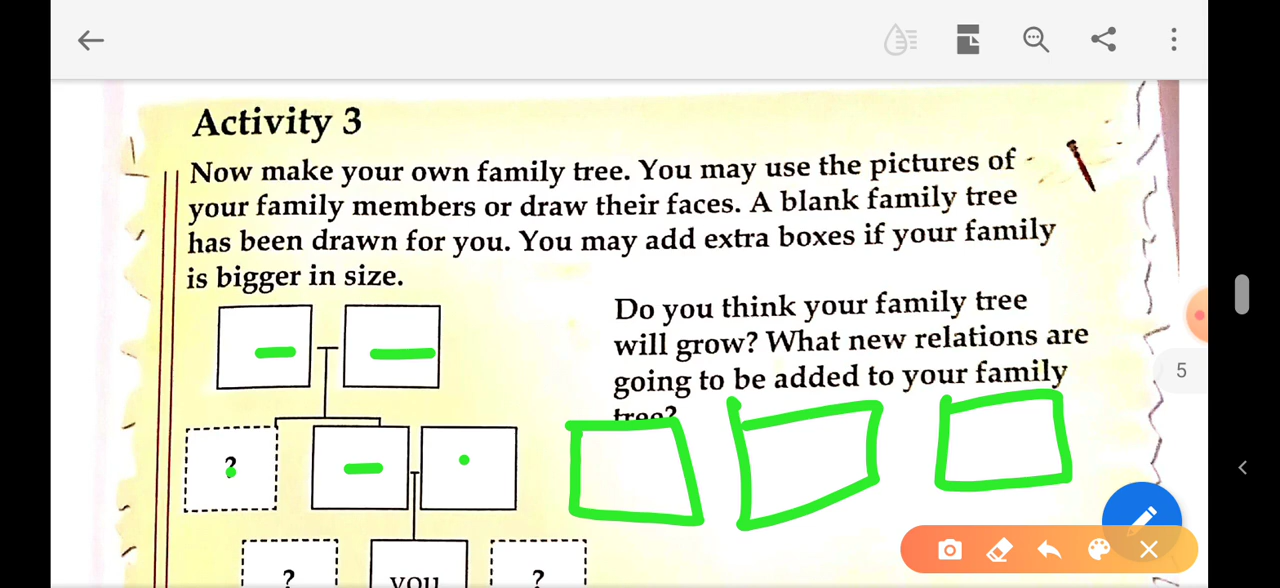 Activity 3
Now make your own family tree. You may use the pictures of
your family members or draw their faces. A blank family tree
has been drawn for you. You may add extra boxes if your family
is bigger in size.
Do you think your family tree
will grow? What new relations are
going to be added to your family
tree?
5
?
?
you
?